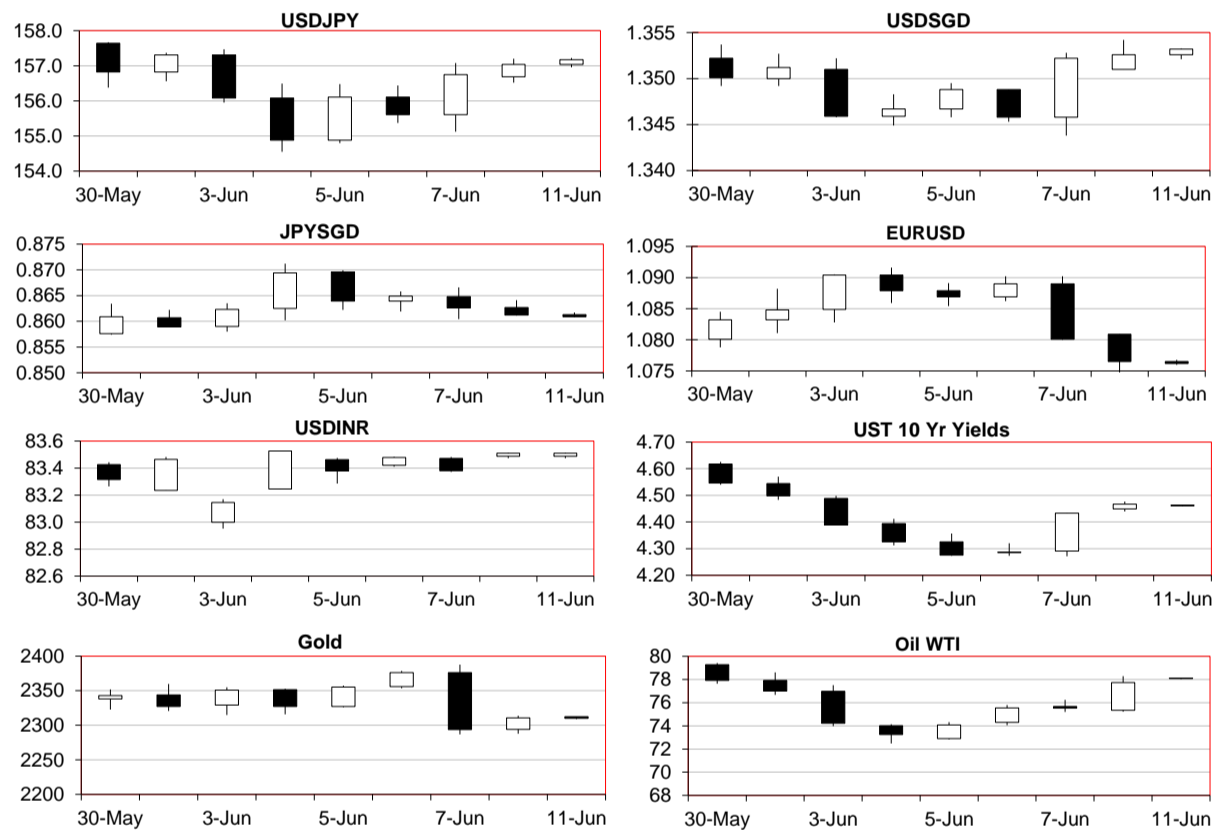 USDJPY
158.0
157.0
156.0
155.0
154.0
30-May 3-Jun 5-Jun 7-Jun 11-Jun
USDSGD
1.355
1.350
1.345
1.340
30-May 3-Jun 5-Jun 7-Jun 11-Jun
JPYSGD
0.875
0.870
0.865
0.860
0.855
0.850
30-May 3-Jun 5-Jun 7-Jun 11-Jun
EURUSD
1.095
1.090
1.085
1.080
1.075
30-May 3-Jun 5-Jun 7-Jun 11-Jun
USDINR
83.6
83.4
83.2
83.0
82.8
82.6
30-May 3-Jun 5-Jun 7-Jun 11-Jun
UST 10 Yr Yields
4.70
4.60
4.50
4.40
4.30
4.20
30-May 3-Jun 5-Jun 7-Jun 11-Jun
Gold
2400
2350
2300
2250
2200
30-May 3-Jun 5-Jun 7-Jun 11-Jun
Oil WTI
80
78
76
74
72
70
68
30-May 3-Jun 5-Jun 7-Jun 11-Jun